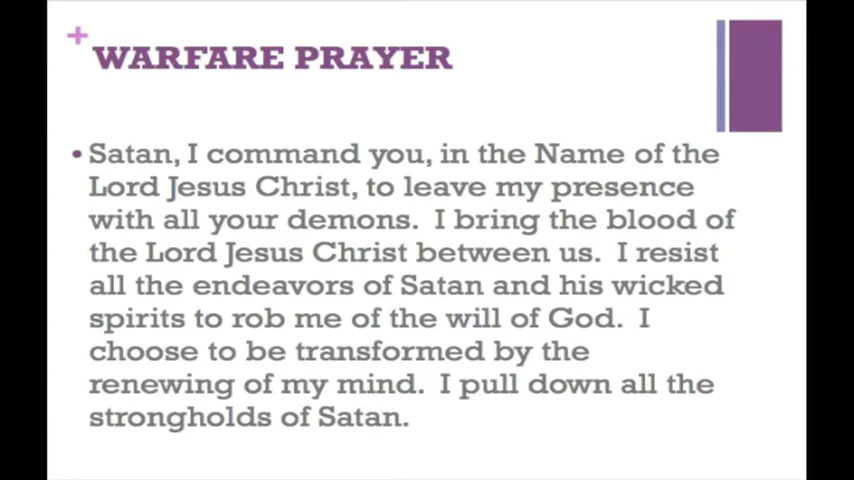 +
WARFARE PRAYER
• Satan, I command you, in the Name of the
Lord Jesus Christ, to leave my presence
with all your demons.  I bring the blood of
the Lord Jesus Christ between us.  I resist
all the endeavors of Satan and his wicked
spirits to rob me of the will of God.  I
choose to be transformed by the
renewing of my mind.  I pull down all the
strongholds of Satan.